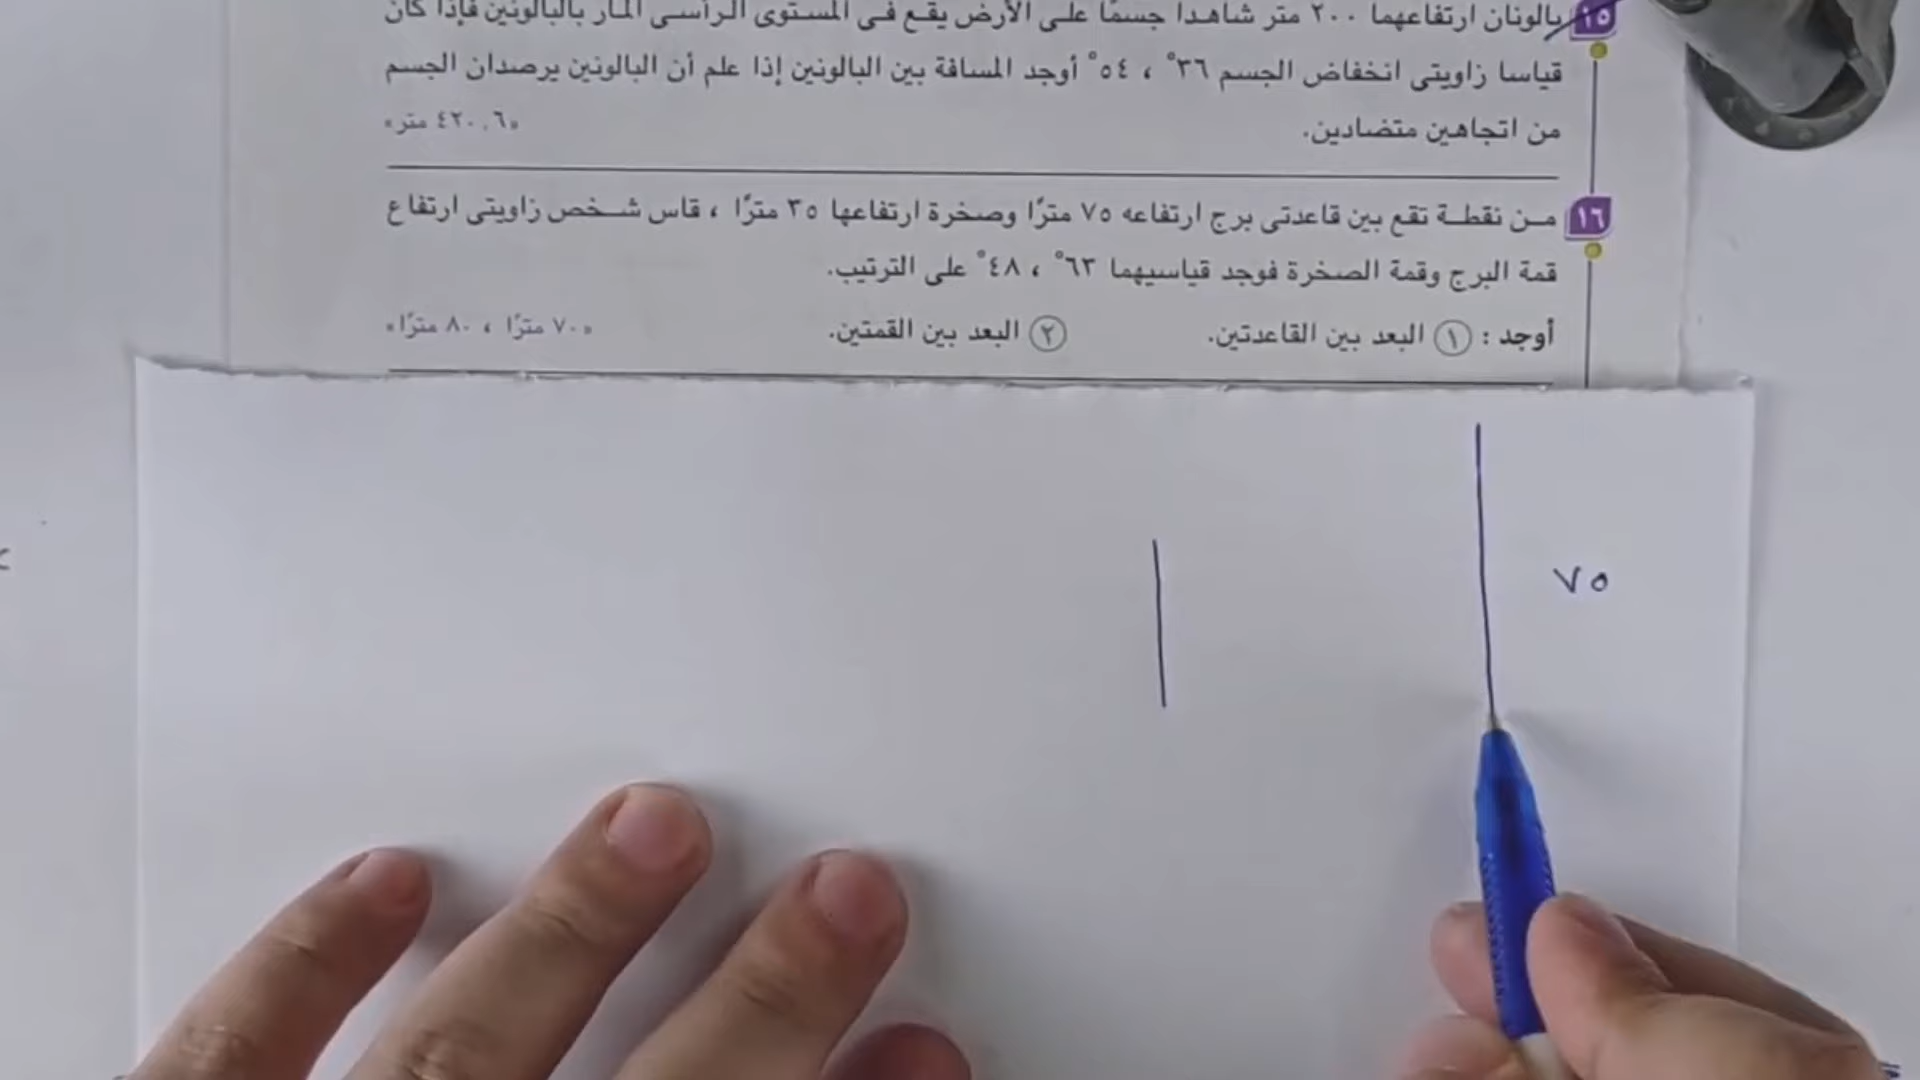 ١٥ بالونان ارتفاعهما ٢٠٠ متر شاهدا جسمًا على الأرض يقع فى المستوى الرأسى المار بالبالونين فإذا كان
قياسا زاويتى انخفاض الجسم ٣٦° ، ٥٤° أوجد المسافة بين البالونين إذا علم أن البالونين يرصدان الجسم
من اتجاهين متضادين. «٤٢٠,٦ متر»
١٦ مـن نقطـة تقع بين قاعدتى برج ارتفاعه ٧٥ مترًا وصخرة ارتفاعها ٣٥ مترًا ، قاس شـخص زاويتى ارتفاع
قمة البرج وقمة الصخرة فوجد قياسيهما ٦٣° ، ٤٨° على الترتيب.
أوجد : ① البعد بين القاعدتين. ② البعد بين القمتين. «٧٠ مترًا ، ٨٠ مترًا»
٧٥